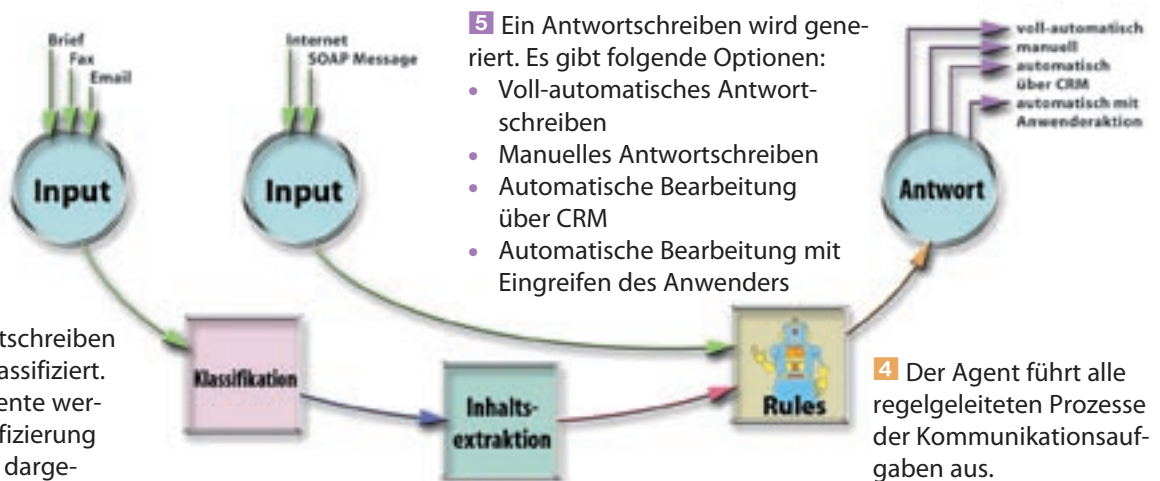 Brief
Fax
Email
Input
Internet
SOAP Message
Input
5 Ein Antwortschreiben wird gene-
riert. Es gibt folgende Optionen:
• Voll-automatisches Antwort-
schreiben
• Manuelles Antwortschreiben
• Automatische Bearbeitung
über CRM
• Automatische Bearbeitung mit
Eingreifen des Anwenders
voll-automatisch
manuell
automatisch
über CRM
automatisch mit
Anwenderaktion
Antwort
tschreiben
assifiziert.
ente wer-
fizierung
darge-
Klassifikation
Inhalts-
extraktion
Rules
4 Der Agent führt alle
regelgeleiteten Prozesse
der Kommunikationsauf-
gaben aus.